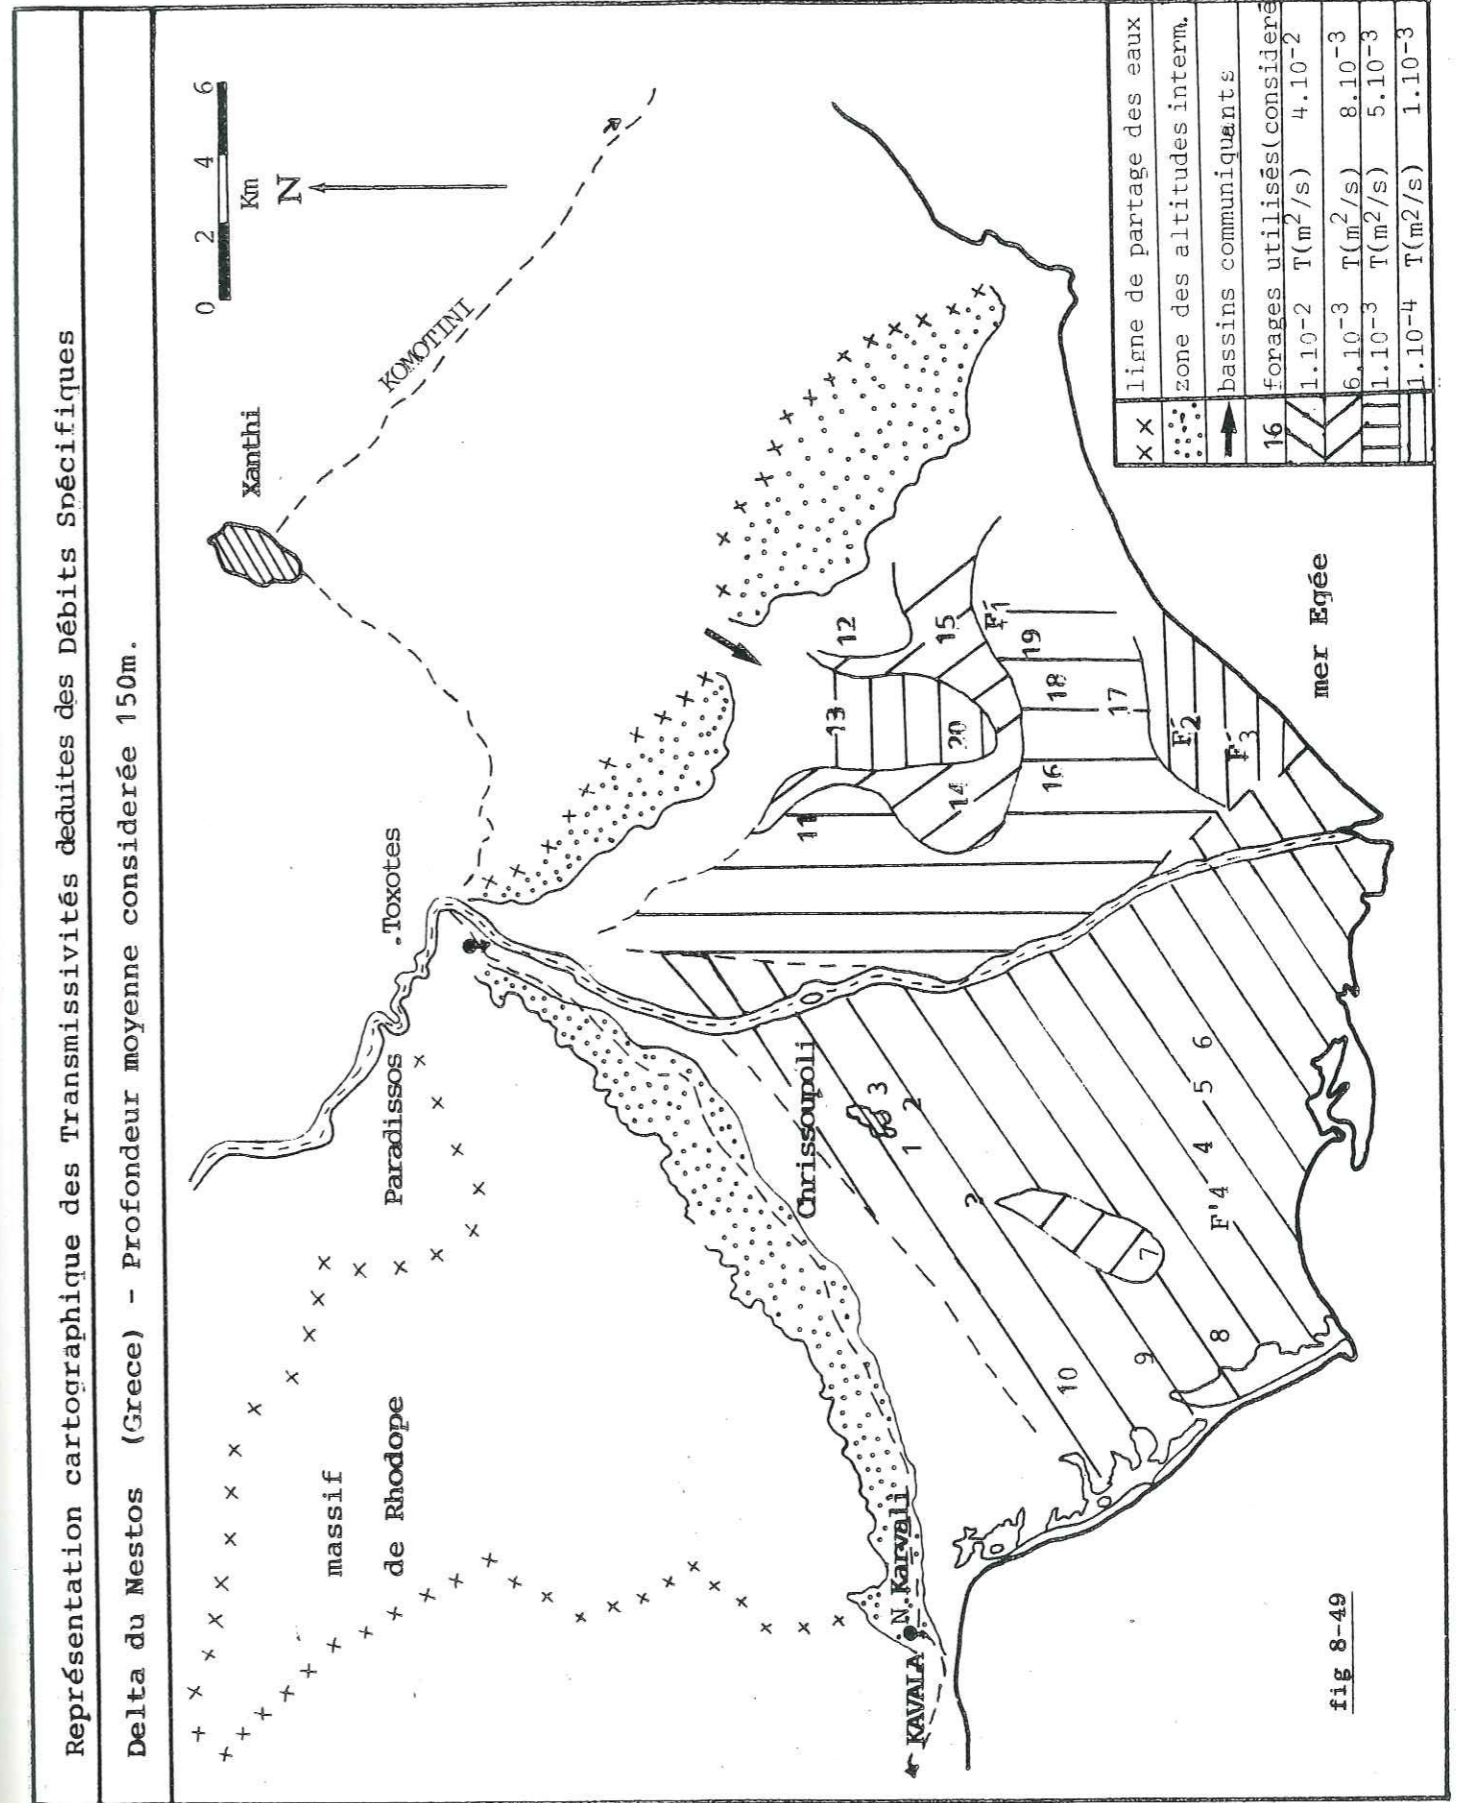 Représentation cartographique des Transmissivités deduites des Débits Spécifiques
Delta du Nestos (Grece) - Profondeur moyenne considerée 150m.
0 2 4 6
Km
N
Xanthi
KOMOTINI
.Toxotes
Paradissos
massif
de Rhodope
Chrissoupoli
N Karvali
KAVALA
mer Egée
11
12
13
14
15
20
F'1
16
18
19
17
F'2
F'3
3
1 2
2
7
F'4 4 5 6
10
9
8
fig 8-49
x x ligne de partage des eaux
zone des altitudes interm.
bassins communiquants
16 forages utilisés(considere
1.10-2 T(m2/s) 4.10-2
6.10-3 T(m2/s) 8.10-3
1.10-3 T(m2/s) 5.10-3
1.10-4 T(m2/s) 1.10-3